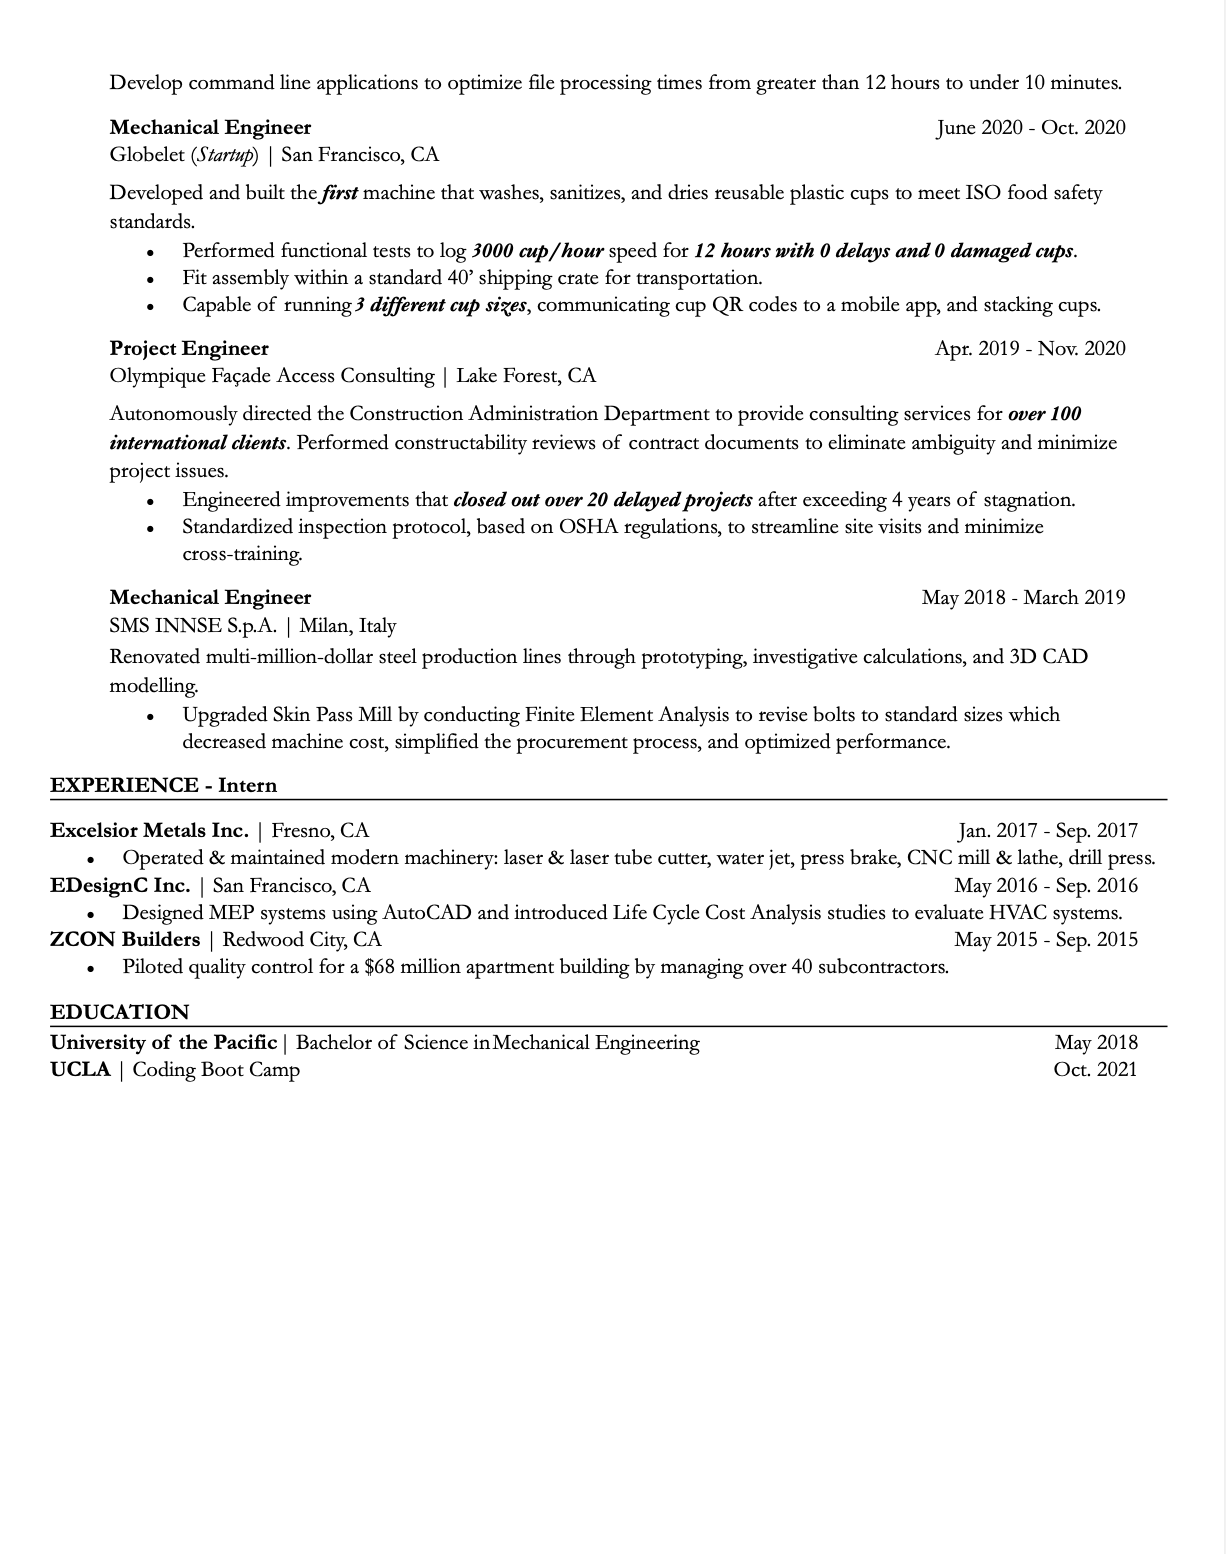 Develop command line applications to optimize file processing times from greater than 12 hours to under 10 minutes.
Mechanical Engineer June 2020 - Oct. 2020
Globelet (Startup) | San Francisco, CA
Developed and built the first machine that washes, sanitizes, and dries reusable plastic cups to meet ISO food safety
standards.
• Performed functional tests to log 3000 cup/hour speed for 12 hours with 0 delays and 0 damaged cups.
• Fit assembly within a standard 40’ shipping crate for transportation.
• Capable of running 3 different cup sizes, communicating cup QR codes to a mobile app, and stacking cups.
Project Engineer Apr. 2019 - Nov. 2020
Olympique Façade Access Consulting | Lake Forest, CA
Autonomously directed the Construction Administration Department to provide consulting services for over 100
international clients. Performed constructability reviews of contract documents to eliminate ambiguity and minimize
project issues.
• Engineered improvements that closed out over 20 delayed projects after exceeding 4 years of stagnation.
• Standardized inspection protocol, based on OSHA regulations, to streamline site visits and minimize
cross-training.
Mechanical Engineer May 2018 - March 2019
SMS INNSE S.p.A. | Milan, Italy
Renovated multi-million-dollar steel production lines through prototyping, investigative calculations, and 3D CAD
modelling.
• Upgraded Skin Pass Mill by conducting Finite Element Analysis to revise bolts to standard sizes which
decreased machine cost, simplified the procurement process, and optimized performance.
EXPERIENCE - Intern
Excelsior Metals Inc. | Fresno, CA Jan. 2017 - Sep. 2017
• Operated & maintained modern machinery: laser & laser tube cutter, water jet, press brake, CNC mill & lathe, drill press.
EDesignC Inc. | San Francisco, CA May 2016 - Sep. 2016
• Designed MEP systems using AutoCAD and introduced Life Cycle Cost Analysis studies to evaluate HVAC systems.
ZCON Builders | Redwood City, CA May 2015 - Sep. 2015
• Piloted quality control for a $68 million apartment building by managing over 40 subcontractors.
EDUCATION
University of the Pacific | Bachelor of Science in Mechanical Engineering May 2018
UCLA | Coding Boot Camp Oct. 2021